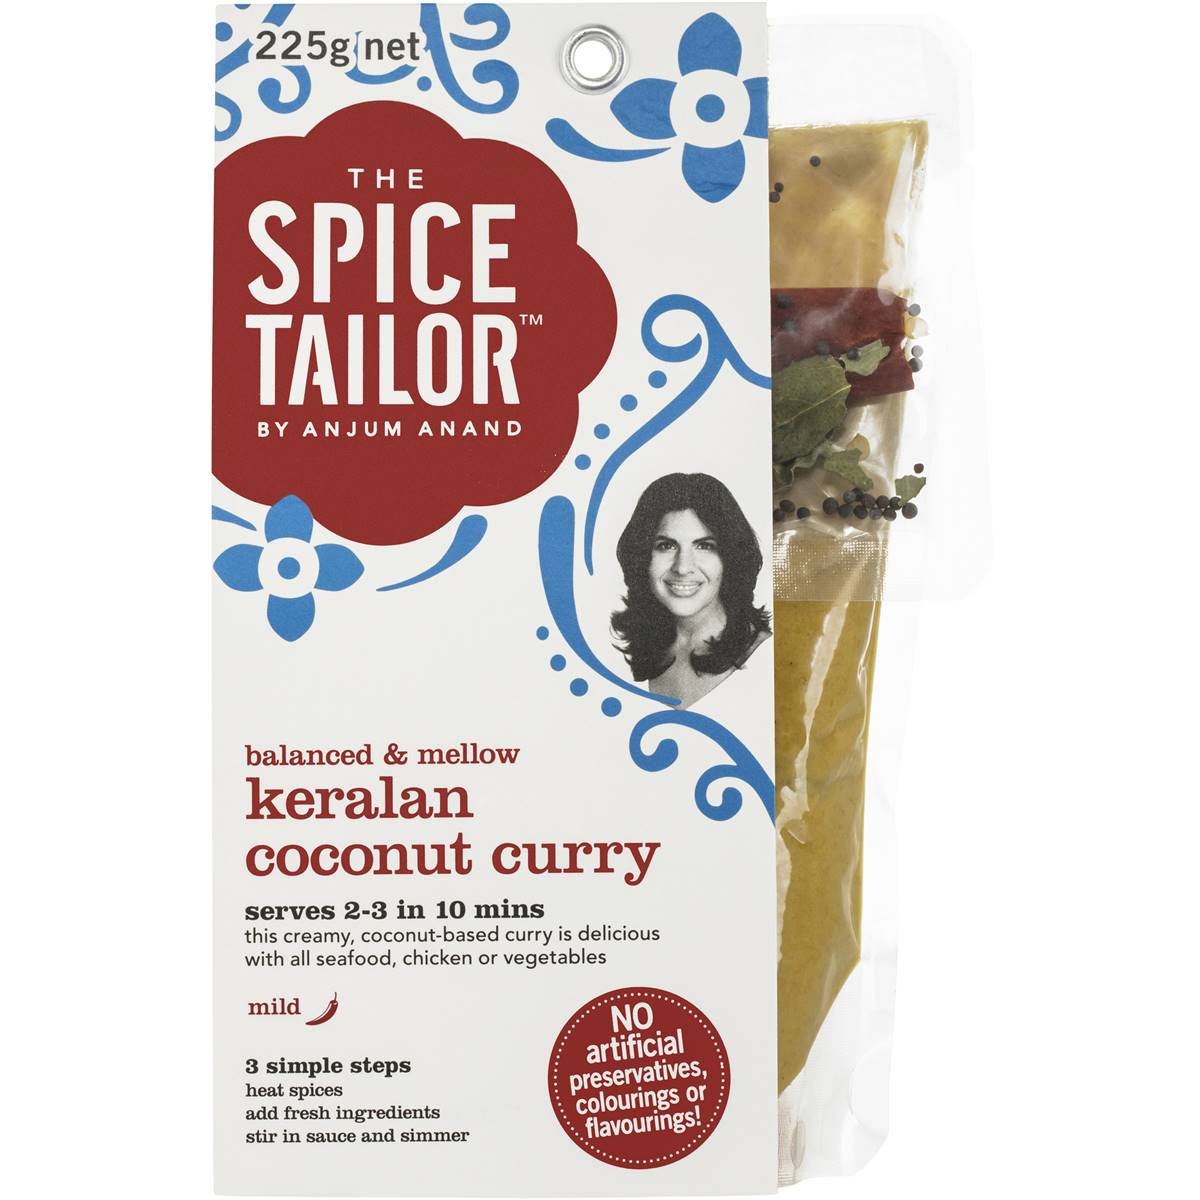 225g net
THE
SPICE
TAILOR™
BY ANJUM ANAND
balanced & mellow
keralan
coconut curry
serves 2-3 in 10 mins
this creamy, coconut-based curry is delicious
with all seafood, chicken or vegetables
mild
3 simple steps
heat spices
add fresh ingredients
stir in sauce and simmer
NO
artificial
preservatives,
colourings or
flavourings!